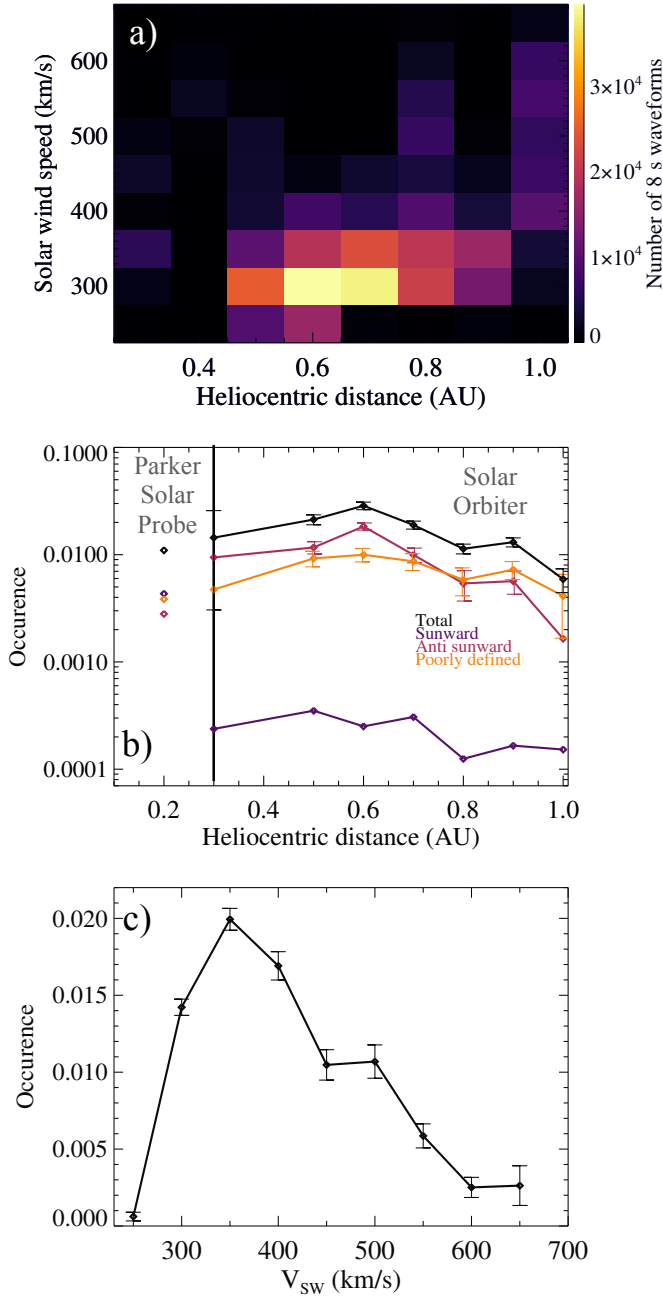 a)
600
500
400
300
Solar wind speed (km/s)
0.4 0.6 0.8 1.0
Heliocentric distance (AU)
3×10⁴
2×10⁴
1×10⁴
0
Number of 8 s waveforms
b)
0.1000
0.0100
0.0010
0.0001
Occurence
Parker
Solar
Probe
Solar
Orbiter
Total
Sunward
Anti sunward
Poorly defined
0.2 0.4 0.6 0.8 1.0
Heliocentric distance (AU)
c)
0.020
0.015
0.010
0.005
0.000
Occurence
300 400 500 600 700
V_SW (km/s)